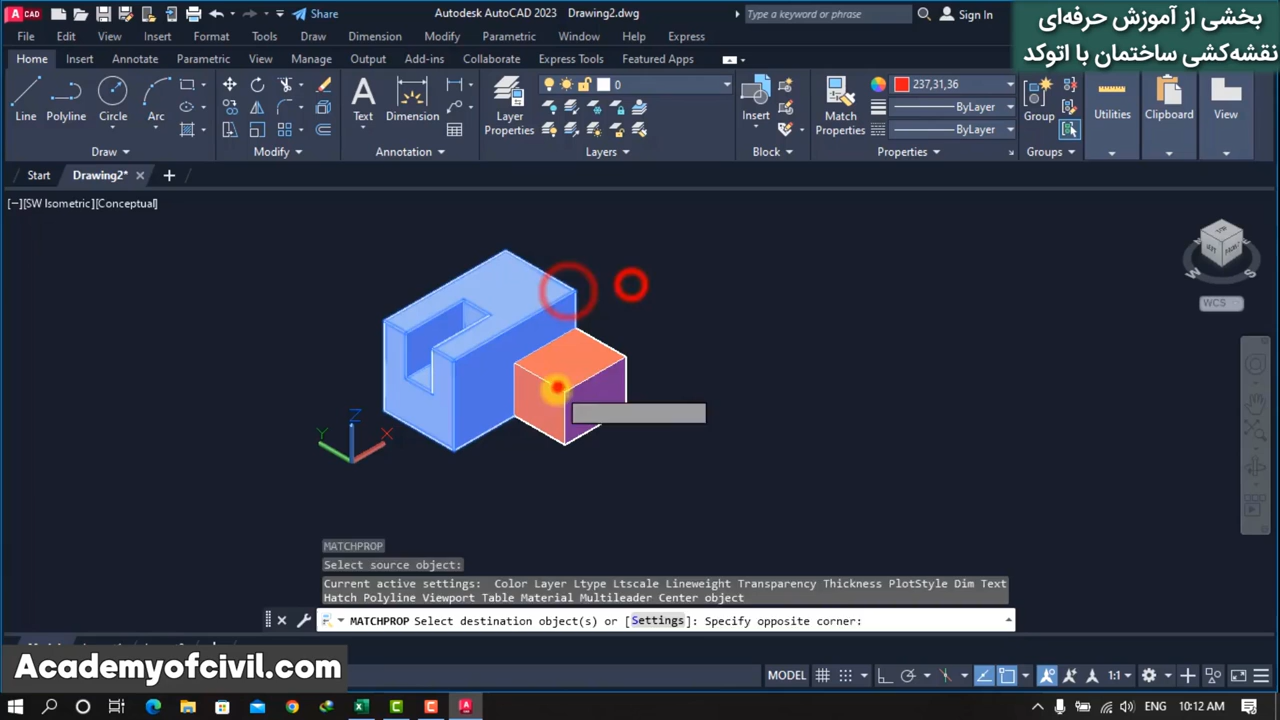 Share
Autodesk AutoCAD 2023 Drawing2.dwg
Type a keyword or phrase
Sign In
بخشی از آموزش حرفه‌ای
نقشه‌کشی ساختمان با اتوکد
CAD
File Edit View Insert Format Tools Draw Dimension Modify Parametric Window Help Express
Home Insert Annotate Parametric View Manage Output Add-ins Collaborate Express Tools Featured Apps
0
237,31,36
ByLayer
ByLayer
Line Polyline Circle Arc
Text Dimension
Layer Properties
Insert
Match Properties
Group
Utilities
Clipboard
View
Draw Modify Annotation Layers Block Properties Groups
Start Drawing2*
[−][SW Isometric][Conceptual]
W S
WCS
Z
Y X
MATCHPROP
Select source object:
Current active settings: Color Layer Ltype Ltscale Lineweight Transparency Thickness PlotStyle Dim Text
Hatch Polyline Viewport Table Material Multileader Center object
MATCHPROP Select destination object(s) or [Settings]: Specify opposite corner:
Academyofcivil.com
MODEL
1:1
ENG 10:12 AM